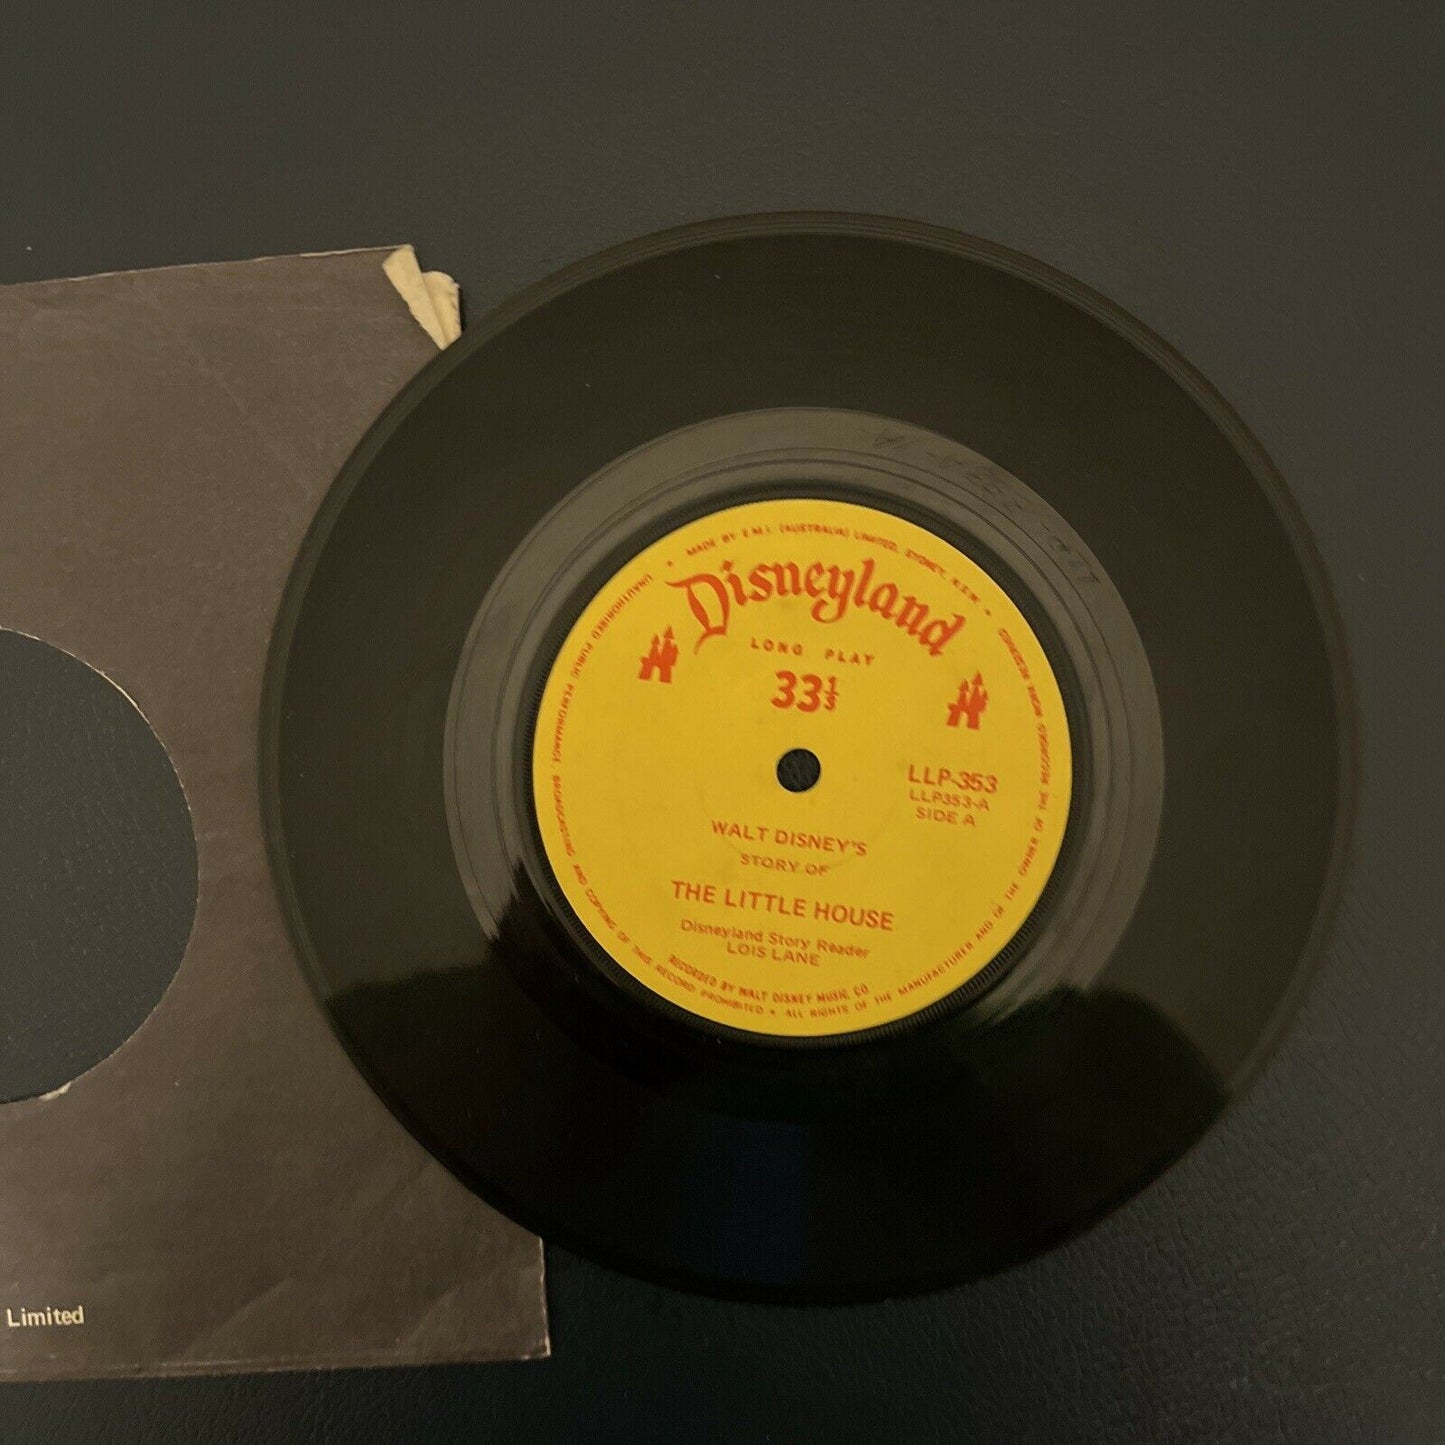 MADE BY E.M.I. (AUSTRALIA) LIMITED, SYDNEY, N.S.W. •
Disneyland
LONG PLAY
33⅓
LLP-353
LLP353-A
SIDE A
WALT DISNEY'S
STORY OF
THE LITTLE HOUSE
Disneyland Story Reader
LOIS LANE
RECORDED BY WALT DISNEY MUSIC CO
UNAUTHORISED PUBLIC PERFORMANCE, BROADCASTING AND COPYING OF THIS RECORD PROHIBITED • ALL RIGHTS OF THE MANUFACTURER AND OF THE OWNER OF THE RECORDED WORK RESERVED
Limited